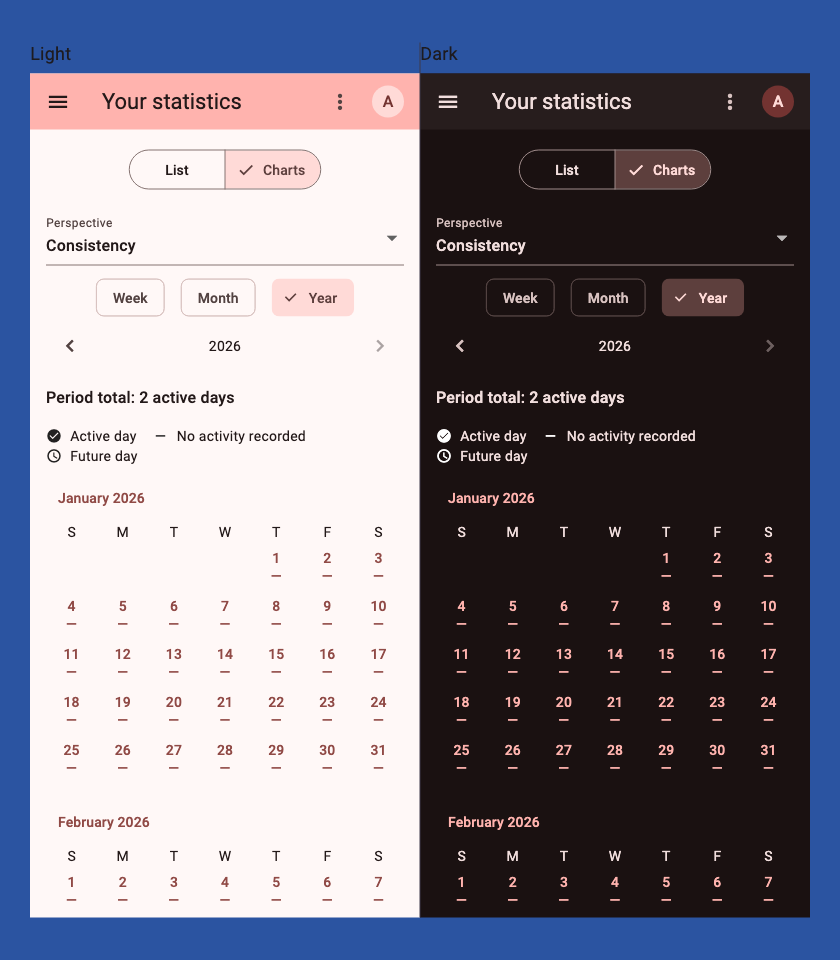 Light
Your statistics
A
List
Charts
Perspective
Consistency
Week Month Year
2026
Period total: 2 active days
Active day No activity recorded
Future day
January 2026
S M T W T F S
1 2 3
4 5 6 7 8 9 10
11 12 13 14 15 16 17
18 19 20 21 22 23 24
25 26 27 28 29 30 31
February 2026
S M T W T F S
1 2 3 4 5 6 7
Dark
Your statistics
A
List
Charts
Perspective
Consistency
Week Month Year
2026
Period total: 2 active days
Active day No activity recorded
Future day
January 2026
S M T W T F S
1 2 3
4 5 6 7 8 9 10
11 12 13 14 15 16 17
18 19 20 21 22 23 24
25 26 27 28 29 30 31
February 2026
S M T W T F S
1 2 3 4 5 6 7